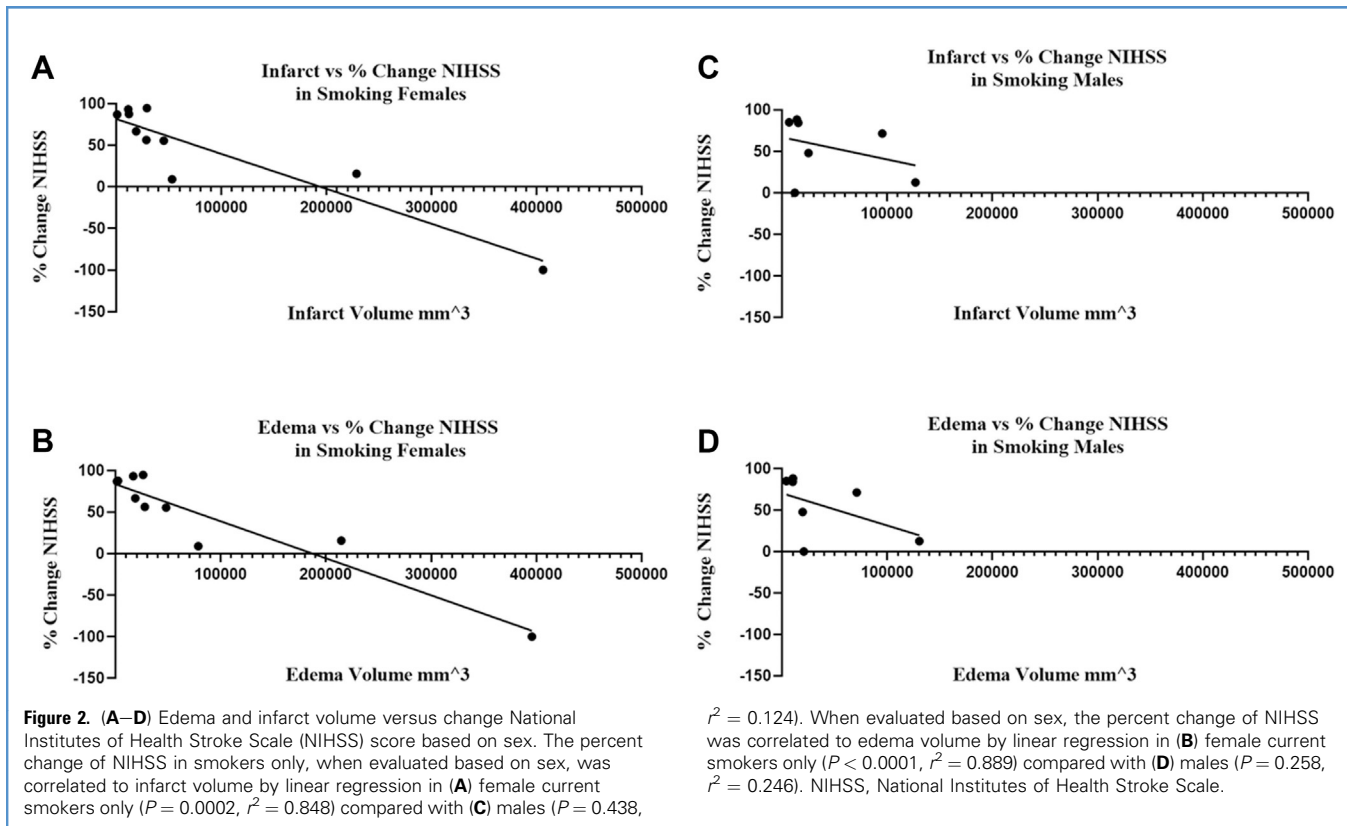 A
Infarct vs % Change NIHSS
in Smoking Females
% Change NIHSS
100
50
0
-50
-100
-150
100000 200000 300000 400000 500000
Infarct Volume mm^3
C
Infarct vs % Change NIHSS
in Smoking Males
% Change NIHSS
100
50
0
-50
-100
-150
100000 200000 300000 400000 500000
Infarct Volume mm^3
B
Edema vs % Change NIHSS
in Smoking Females
% Change NIHSS
100
50
0
-50
-100
-150
100000 200000 300000 400000 500000
Edema Volume mm^3
D
Edema vs % Change NIHSS
in Smoking Males
% Change NIHSS
100
50
0
-50
-100
-150
100000 200000 300000 400000 500000
Edema Volume mm^3
Figure 2. (A–D) Edema and infarct volume versus change National
Institutes of Health Stroke Scale (NIHSS) score based on sex. The percent
change of NIHSS in smokers only, when evaluated based on sex, was
correlated to infarct volume by linear regression in (A) female current
smokers only (P = 0.0002, r² = 0.848) compared with (C) males (P = 0.438,
r² = 0.124). When evaluated based on sex, the percent change of NIHSS
was correlated to edema volume by linear regression in (B) female current
smokers only (P < 0.0001, r² = 0.889) compared with (D) males (P = 0.258,
r² = 0.246). NIHSS, National Institutes of Health Stroke Scale.